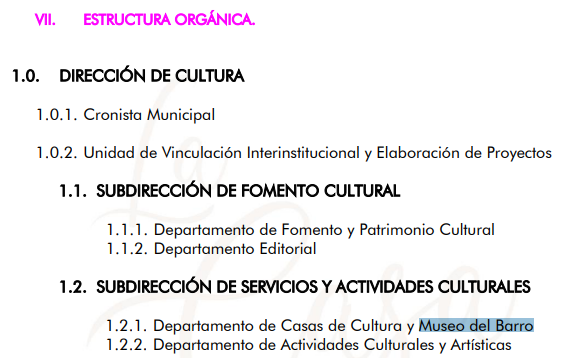 VII. ESTRUCTURA ORGÁNICA.
1.0. DIRECCIÓN DE CULTURA
1.0.1. Cronista Municipal
1.0.2. Unidad de Vinculación Interinstitucional y Elaboración de Proyectos
1.1. SUBDIRECCIÓN DE FOMENTO CULTURAL
1.1.1. Departamento de Fomento y Patrimonio Cultural
1.1.2. Departamento Editorial
1.2. SUBDIRECCIÓN DE SERVICIOS Y ACTIVIDADES CULTURALES
1.2.1. Departamento de Casas de Cultura y Museo del Barro
1.2.2. Departamento de Actividades Culturales y Artísticas